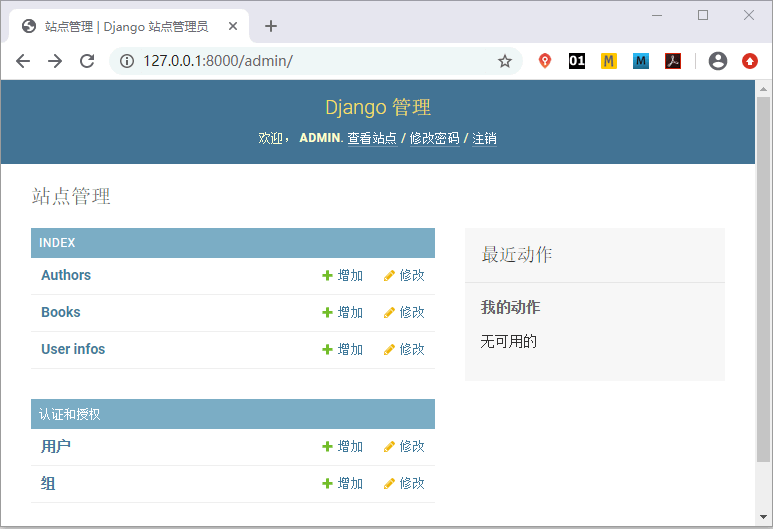 站点管理 | Django 站点管理员
127.0.0.1:8000/admin/
01
M
M
Django 管理
欢迎， ADMIN. 查看站点 / 修改密码 / 注销
站点管理
INDEX
Authors 增加 修改
Books 增加 修改
User infos 增加 修改
认证和授权
用户 增加 修改
组 增加 修改
最近动作
我的动作
无可用的